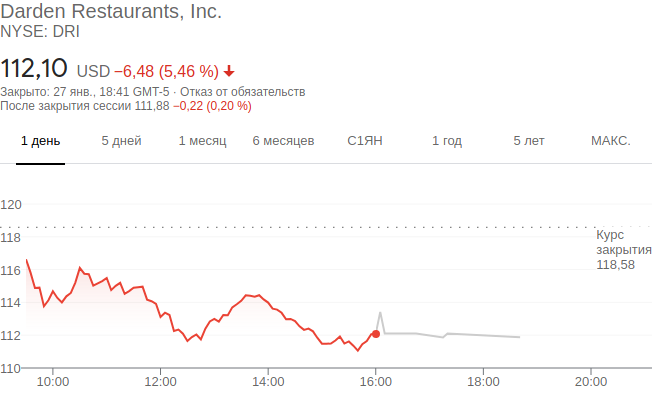 Darden Restaurants, Inc.
NYSE: DRI
112,10 USD −6,48 (5,46 %)
Закрыто: 27 янв., 18:41 GMT-5 · Отказ от обязательств
После закрытия сессии 111,88 −0,22 (0,20 %)
1 день 5 дней 1 месяц 6 месяцев С1ЯН 1 год 5 лет МАКС.
120
118
116
114
112
110
Курс
закрытия
118,58
10:00 12:00 14:00 16:00 18:00 20:00